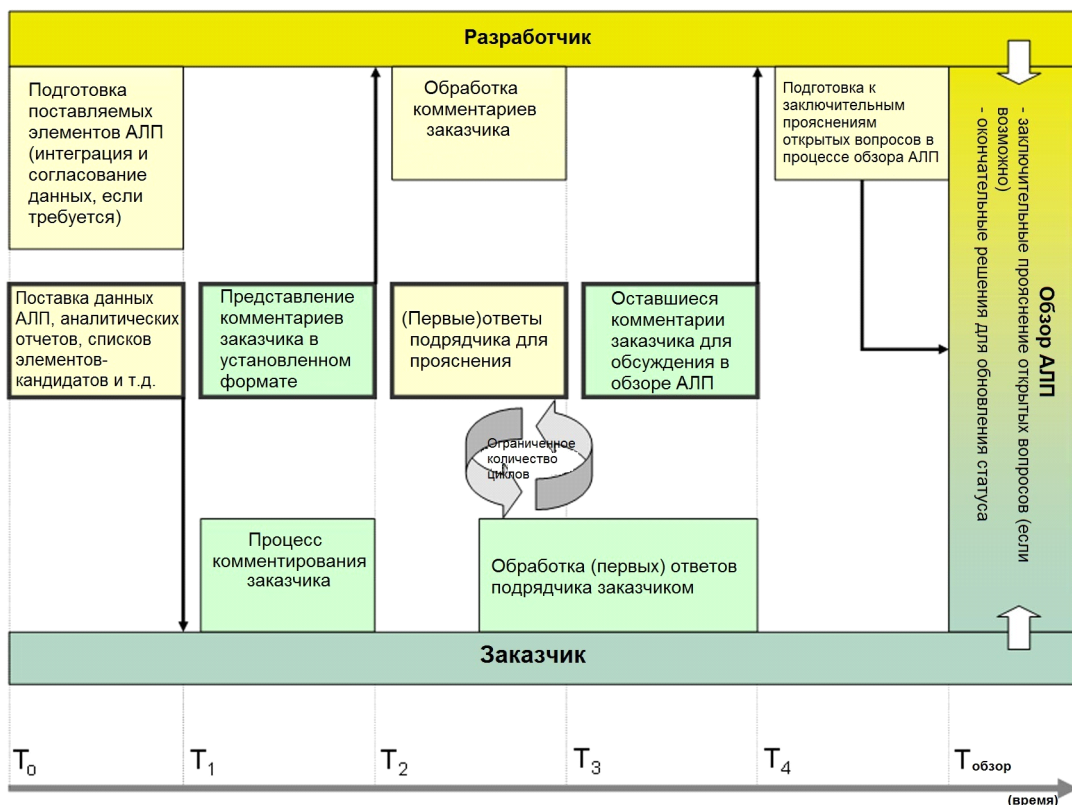 Разработчик
Подготовка
поставляемых
элементов АЛП
(интеграция и
согласование
данных, если
требуется)
Обработка
комментариев
заказчика
Подготовка к
заключительным
прояснениям
открытых вопросов в
процессе обзора АЛП
Поставка данных
АЛП, аналитических
отчетов, списков
элементов-
кандидатов и т.д.
Представление
комментариев
заказчика в
установленном
формате
(Первые)ответы
подрядчика для
прояснения
Оставшиеся
комментарии
заказчика для
обсуждения в
обзоре АЛП
Ограниченное
количество
циклов
Процесс
комментирования
заказчика
Обработка (первых) ответов
подрядчика заказчиком
Обзор АЛП
- заключительные прояснение открытых вопросов (если
возможно)
- окончательные решения для обновления статуса
Заказчик
T0
T1
T2
T3
T4
Tобзор
(время)